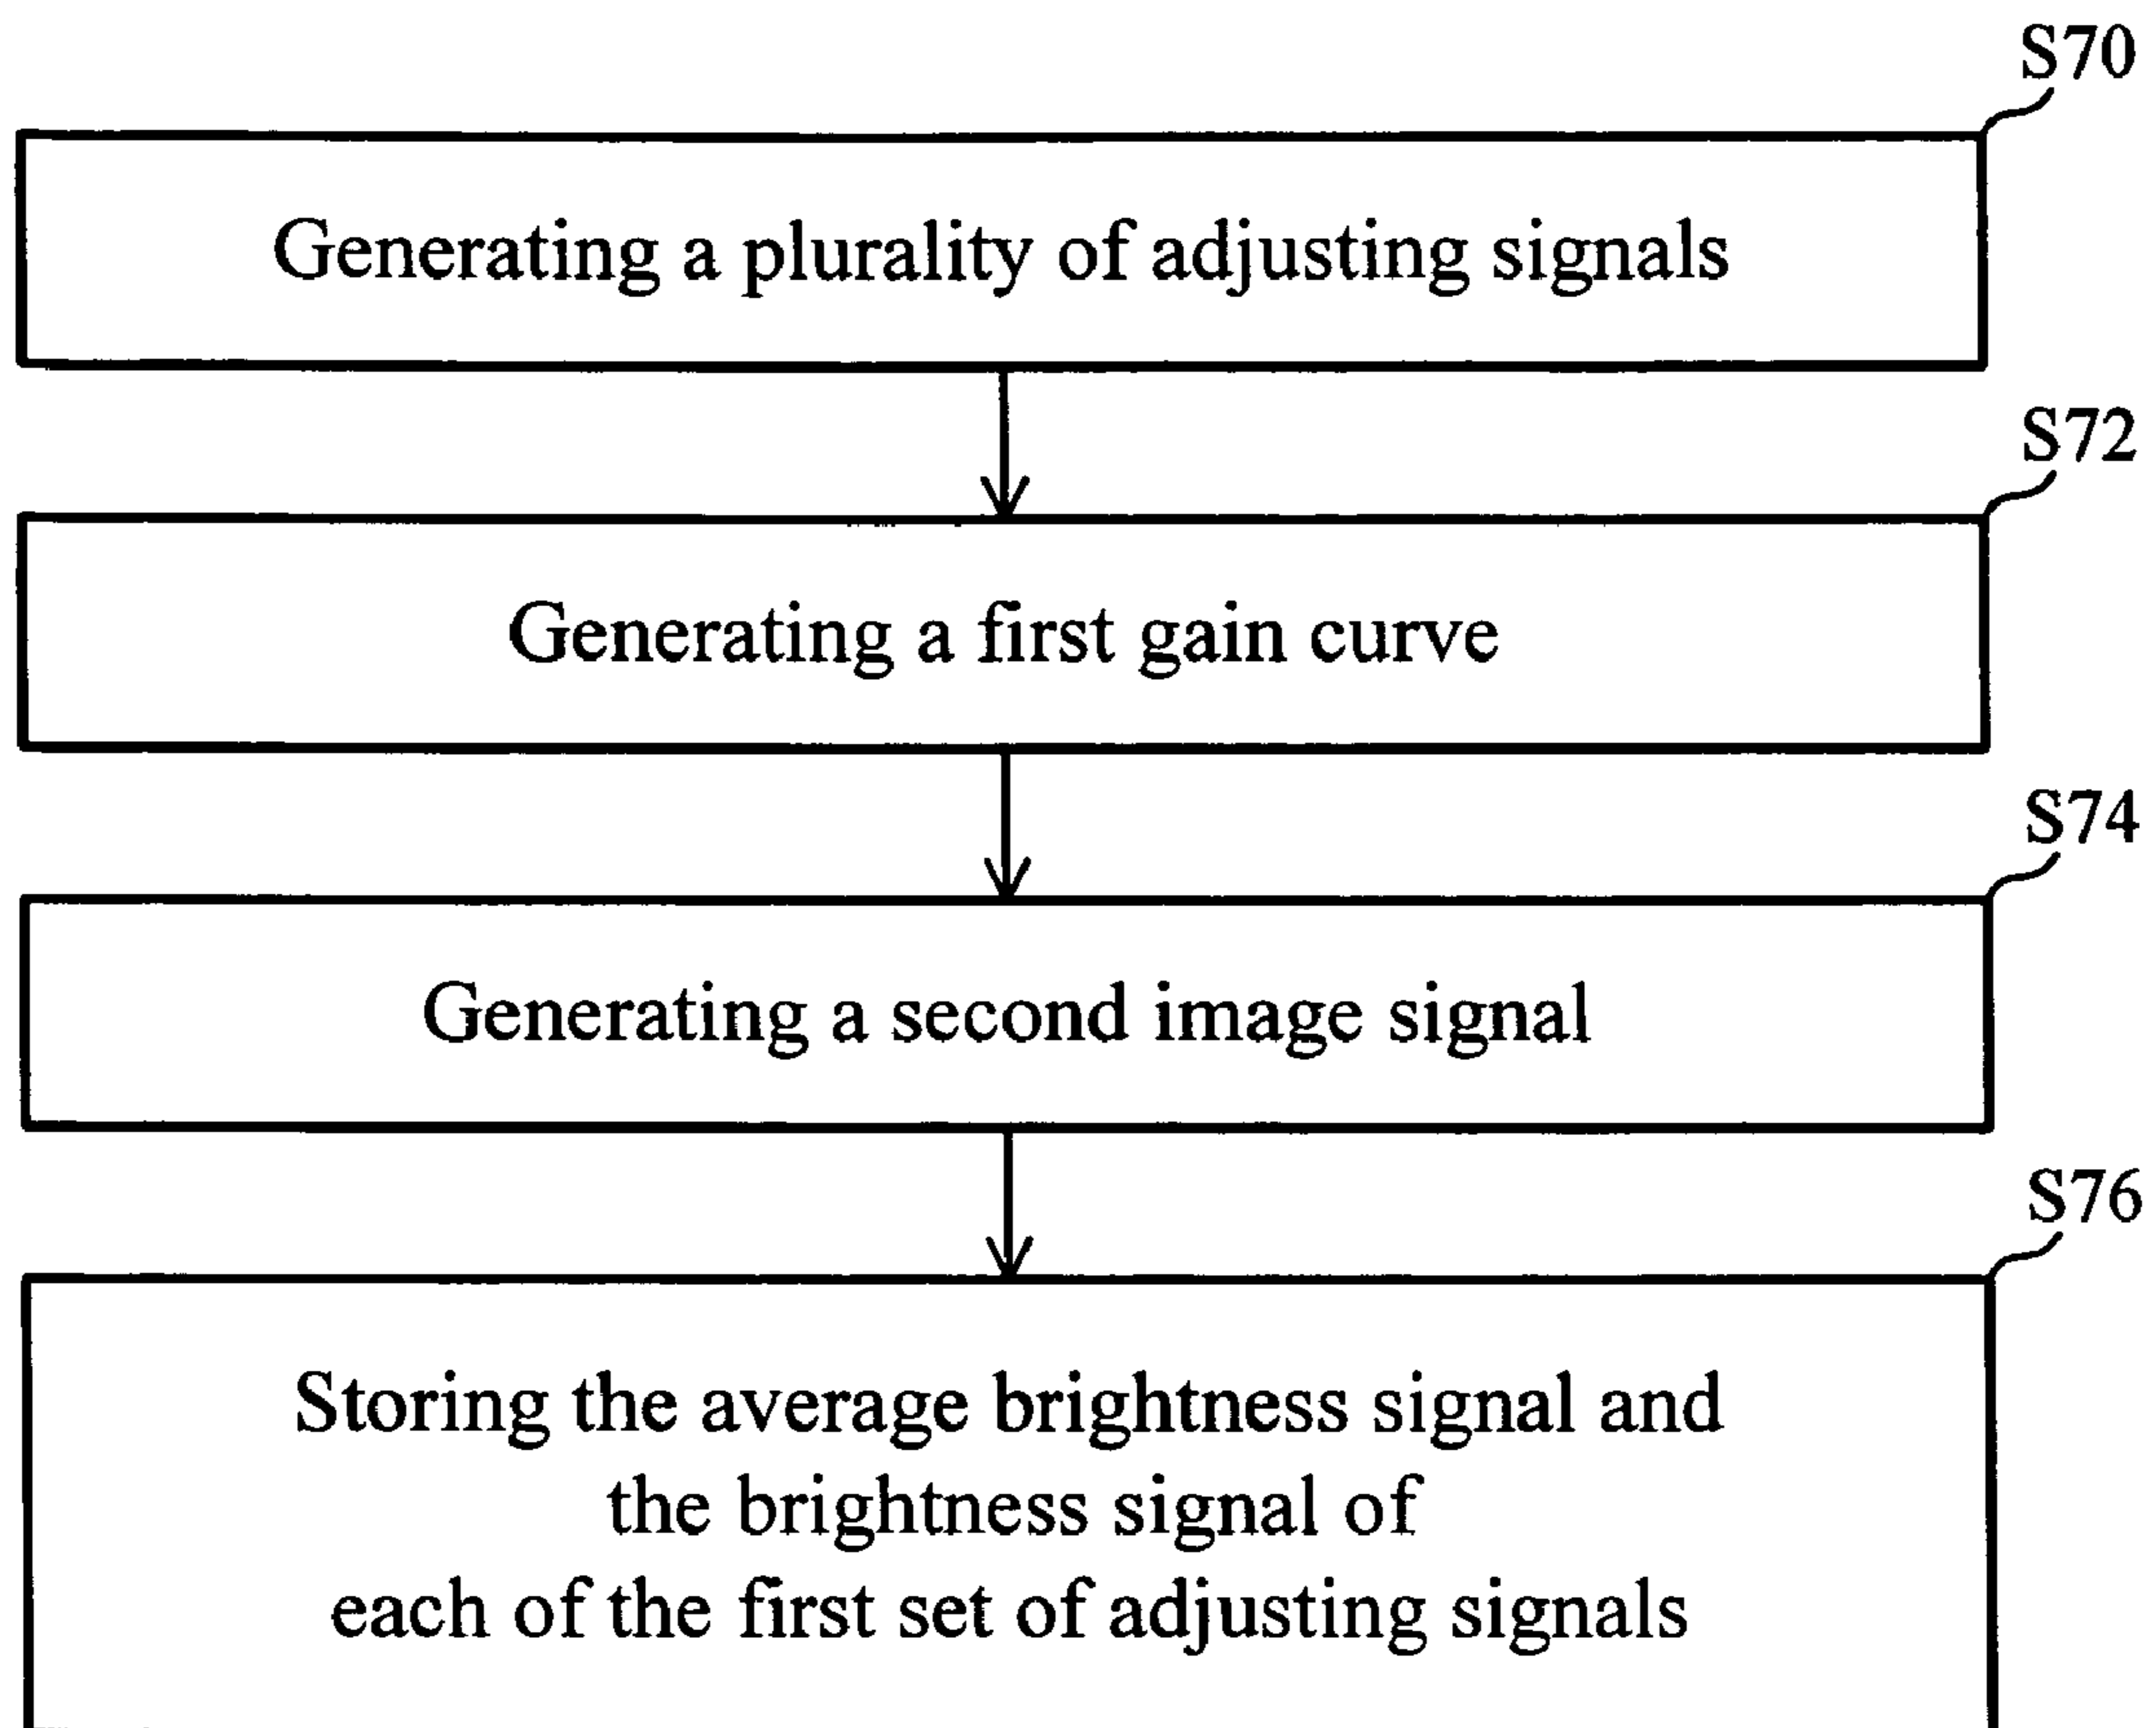 S70
Generating a plurality of adjusting signals
S72
Generating a first gain curve
S74
Generating a second image signal
S76
Storing the average brightness signal and
the brightness signal of
each of the first set of adjusting signals